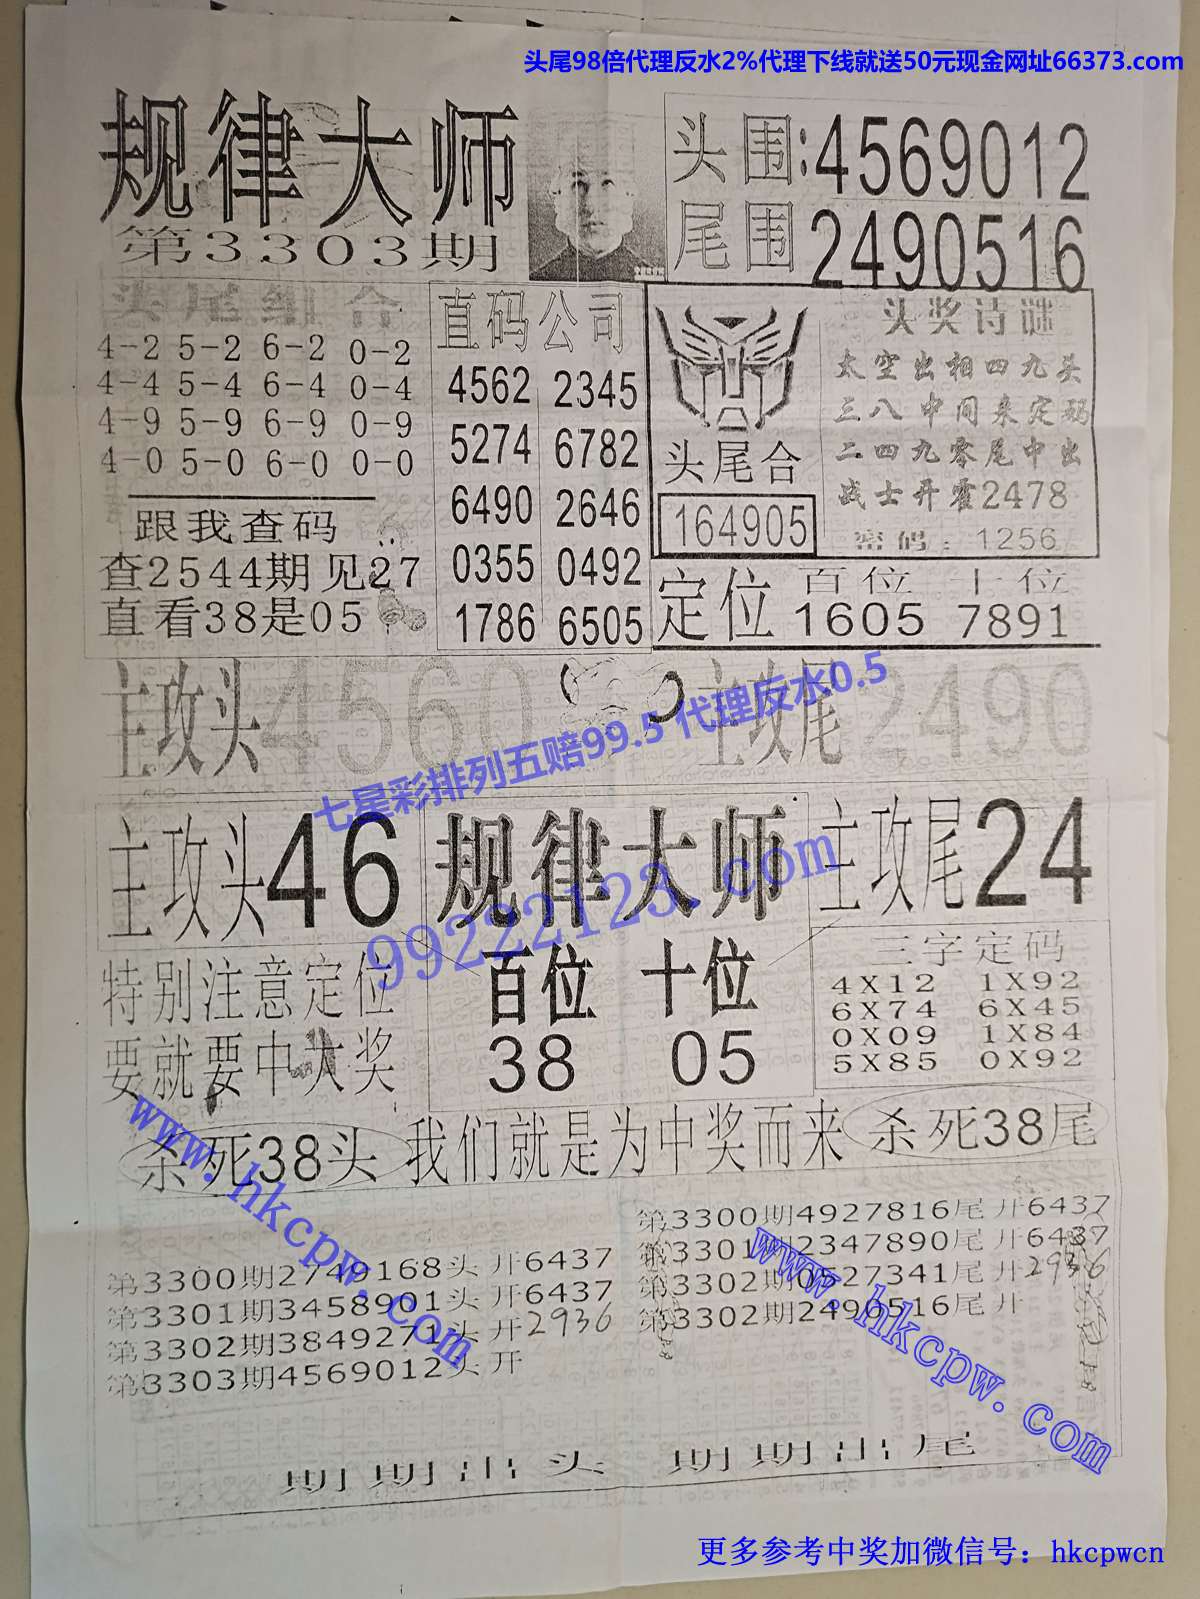 头尾98倍代理反水2%代理下线就送50元现金网址66373.com
规律大师
第3303期
头围:4569012
尾围2490516
头尾组合
4-2 5-2 6-2 0-2
4-4 5-4 6-4 0-4
4-9 5-9 6-9 0-9
4-0 5-0 6-0 0-0
跟我查码
查2544期见27
直看38是05
直码公司
4562 2345
5274 6782
6490 2646
0355 0492
1786 6505
头尾合
164905
头奖诗谜
太空出相四九头
三八中间来定码
二四九零尾中出
战士开霍2478
密码:1256
定位 百位 十位
1605 7891
主攻头4560
主攻尾2490
七星彩排列五赔99.5 代理反水0.5
99222123.com
主攻头46
规律大师
主攻尾24
特别注意定位
要就要中大奖
百位 十位
38 05
三字定码
4X12 1X92
6X74 6X45
0X09 1X84
5X85 0X92
杀死38头
我们就是为中奖而来
杀死38尾
www.hkcpw.com
第3300期2749168头开6437
第3301期3458901头开6437
第3302期3849271头开2936
第3303期4569012头开
第3300期4927816尾开6437
第3301期2347890尾开6437
第3302期0527341尾开2936
第3302期2490516尾开
www.hkcpw.com
期期出头 期期出尾
更多参考中奖加微信号：hkcpwcn